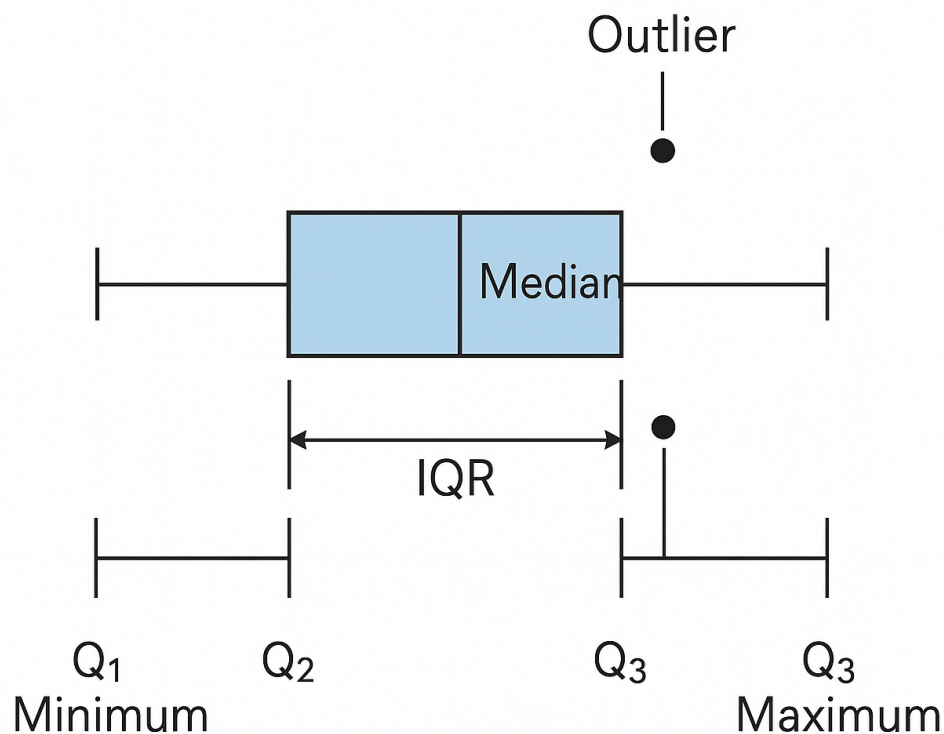 Outlier
Median
IQR
Q₁ Q₂ Q₃ Q₃
Minimum Maximum